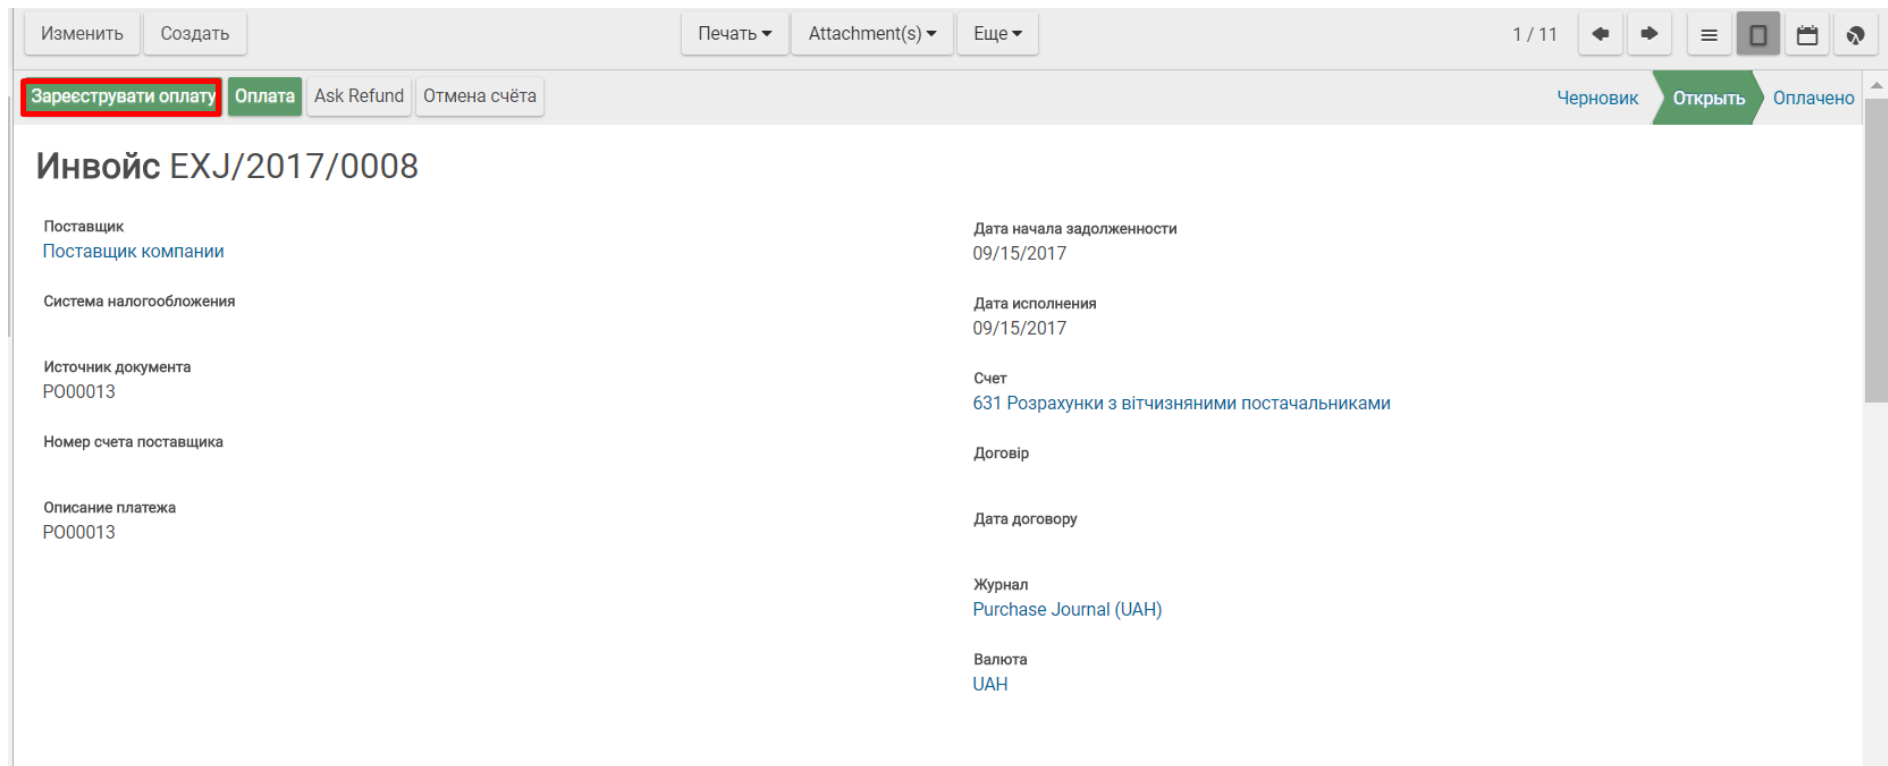 Изменить Создать Печать Attachment(s) Еще 1 / 11
Зареєструвати оплату Оплата Ask Refund Отмена счёта Черновик Открыть Оплачено
Инвойс EXJ/2017/0008
Поставщик
Поставщик компании
Система налогообложения
Источник документа
PO00013
Номер счета поставщика
Описание платежа
PO00013
Дата начала задолженности
09/15/2017
Дата исполнения
09/15/2017
Счет
631 Розрахунки з вітчизняними постачальниками
Договір
Дата договору
Журнал
Purchase Journal (UAH)
Валюта
UAH